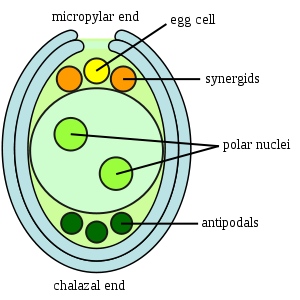 micropylar end
egg cell
synergids
polar nuclei
antipodals
chalazal end